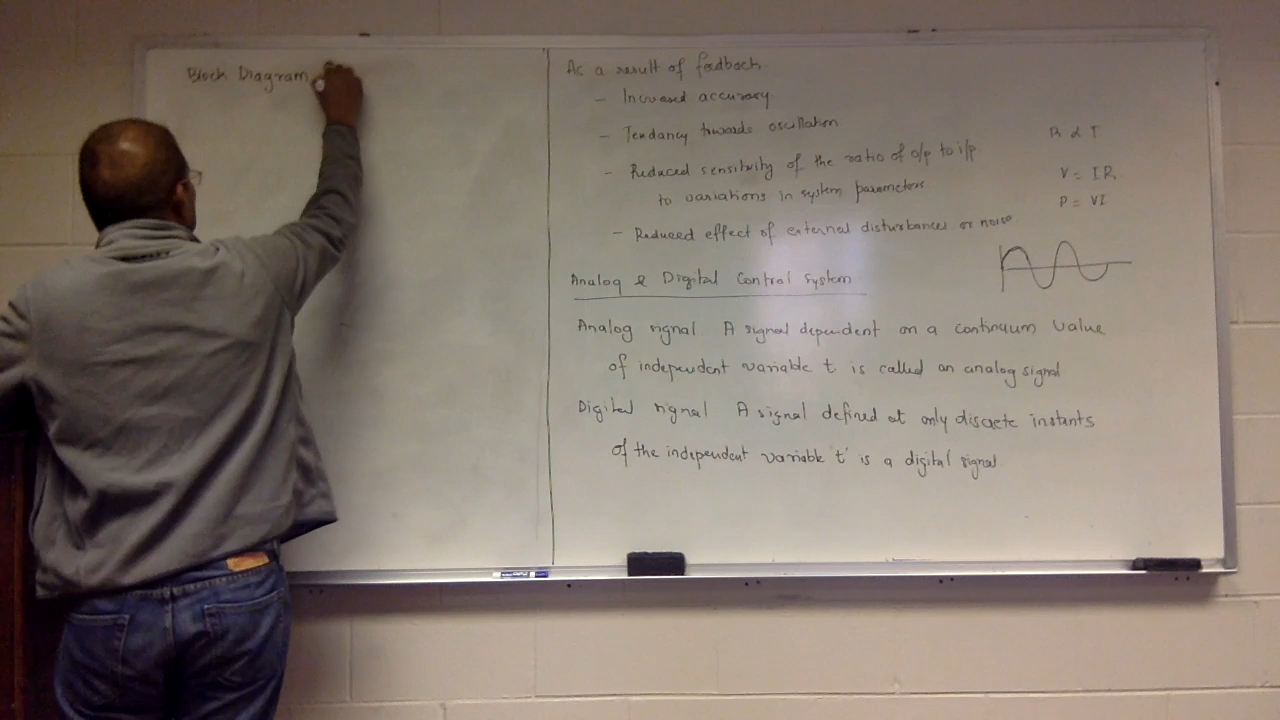 Block Diagram
As a result of feedback.
- Increased accuracy
- Tendancy towards oscillation
- Reduced sensitivity of the ratio of o/p to i/p
to variations in system parameters
- Reduced effect of external disturbances or noise
R α T
V = IR
P = VI
Analog & Digital Control System
Analog signal A signal dependent on a continuum value
of independent variable t is called an analog signal
Digital signal A signal defined at only discrete instants
of the independent variable 't' is a digital signal